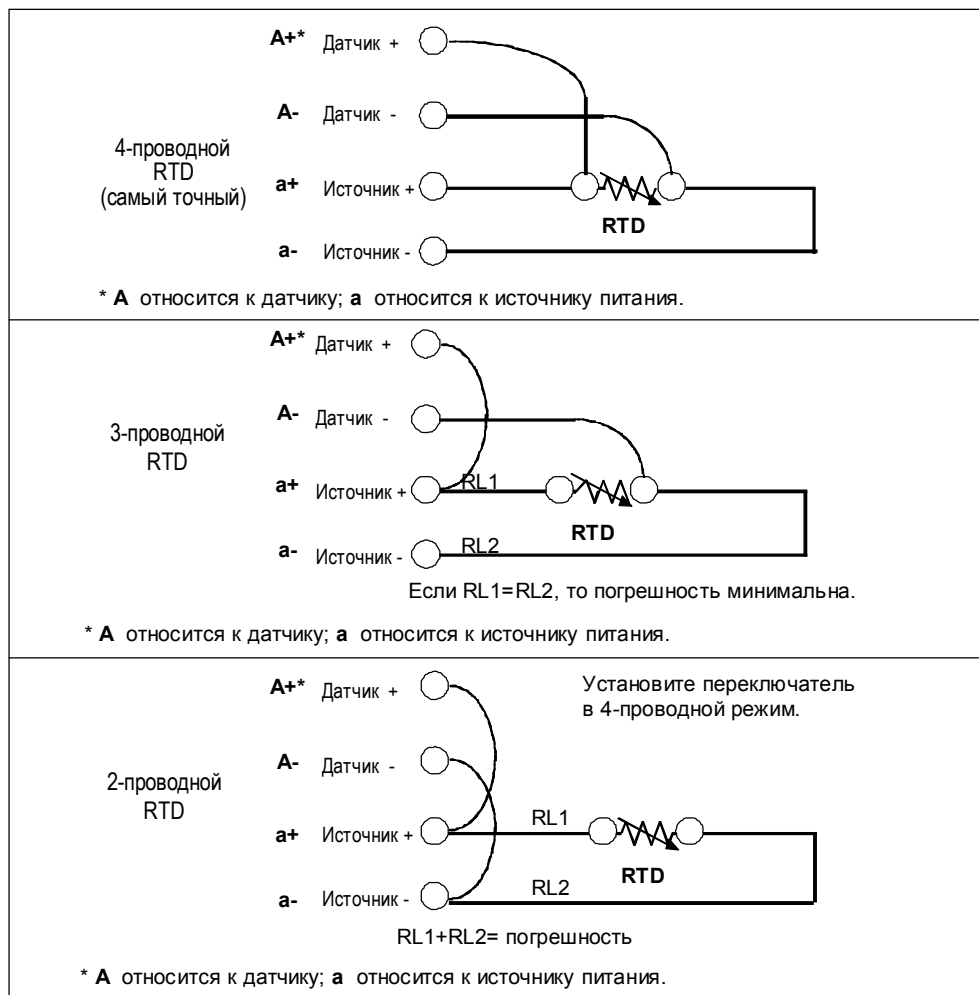 A+* Датчик +
A- Датчик -
4-проводной
RTD
(самый точный)
a+ Источник +
RTD
a- Источник -
* A относится к датчику; a относится к источнику питания.
A+* Датчик +
A- Датчик -
3-проводной
RTD
a+ Источник + RL1
RTD
a- Источник - RL2
Если RL1=RL2, то погрешность минимальна.
* A относится к датчику; a относится к источнику питания.
A+* Датчик +
Установите переключатель
в 4-проводной режим.
A- Датчик -
2-проводной
RTD
a+ Источник + RL1
RTD
a- Источник - RL2
RL1+RL2= погрешность
* A относится к датчику; a относится к источнику питания.